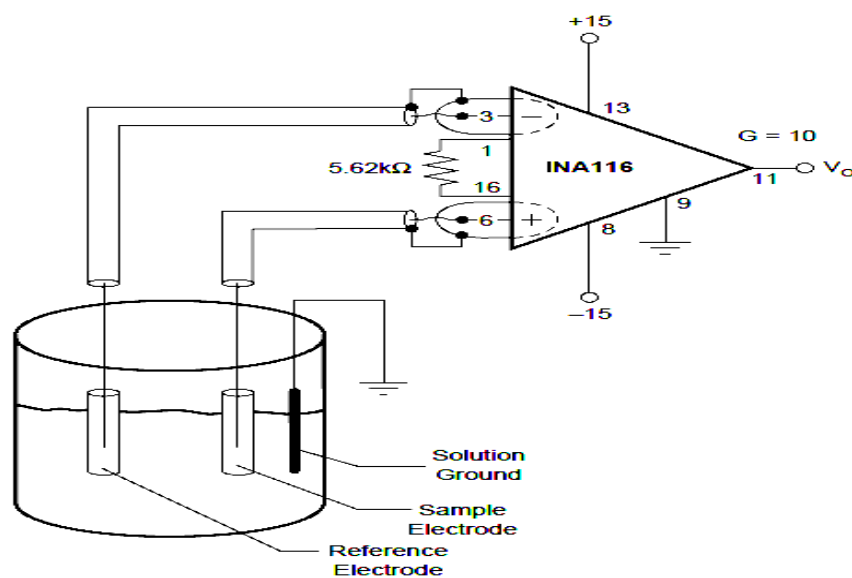 +15
13
3
−
G = 10
1
5.62kΩ
INA116
11
VO
16
9
6
+
8
−15
Solution
Ground
Sample
Electrode
Reference
Electrode